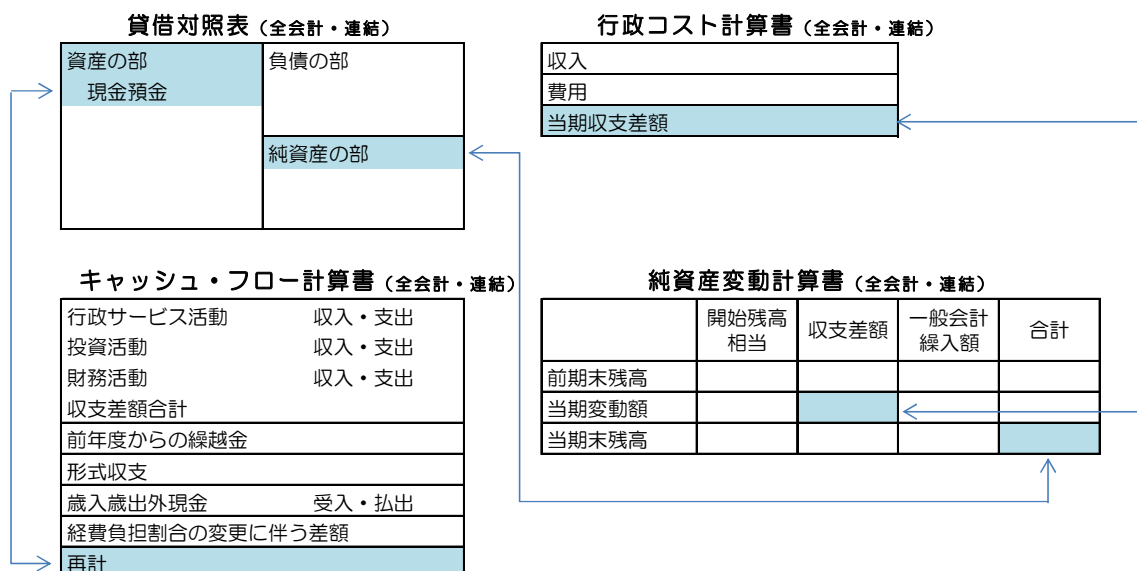 貸借対照表（全会計・連結）
資産の部
現金預金
負債の部
純資産の部
行政コスト計算書（全会計・連結）
収入
費用
当期収支差額
キャッシュ・フロー計算書（全会計・連結）
行政サービス活動 収入・支出
投資活動 収入・支出
財務活動 収入・支出
収支差額合計
前年度からの繰越金
形式収支
歳入歳出外現金 受入・払出
経費負担割合の変更に伴う差額
再計
純資産変動計算書（全会計・連結）
開始残高
相当
収支差額
一般会計
繰入額
合計
前期末残高
当期変動額
当期末残高